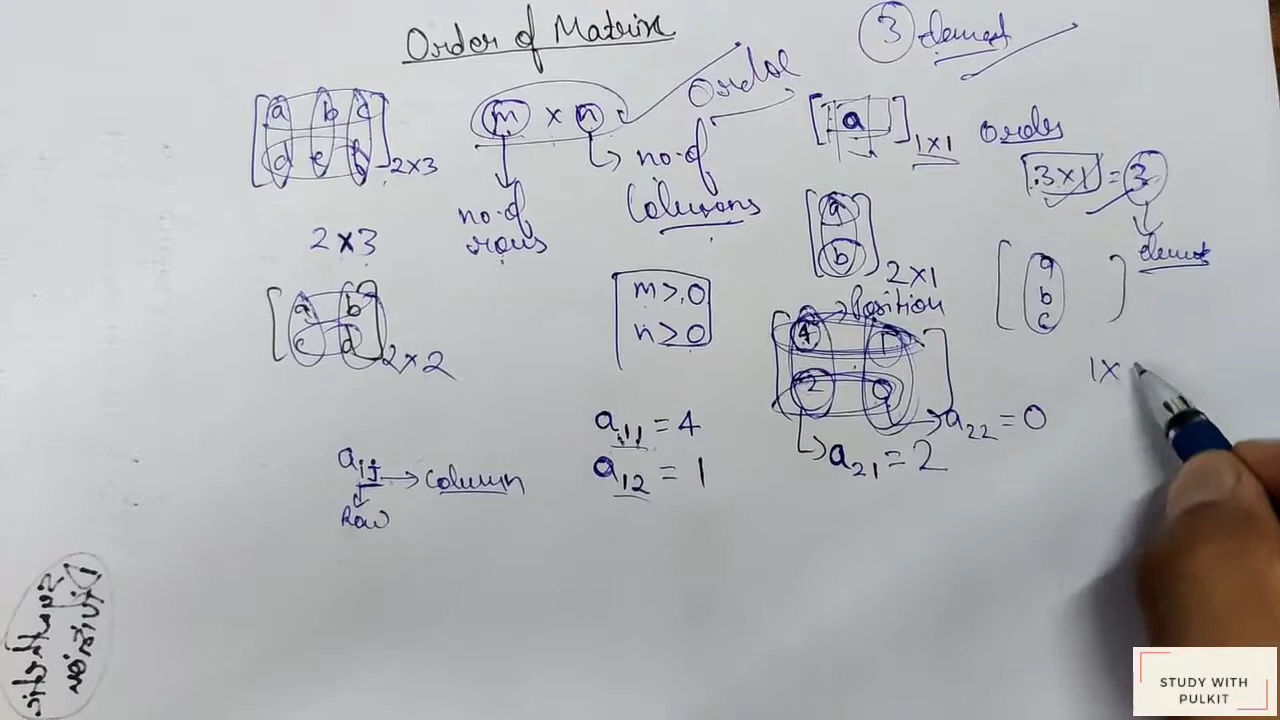 Order of Matrix
3 element
[a b c
d e f] 2×3
m × n
Order
no. of rows
no. of Columns
2×3
[a b
c d] 2×2
m>,0
n>0
[a] 1×1
Order
3×1 = 3
element
[a
b] 2×1
[a
b
c]
1×
Position
[4 1
2 0]
a22 = 0
a21 = 2
a11 = 4
a12 = 1
aij → Column
Row
STUDY WITH
PULKIT